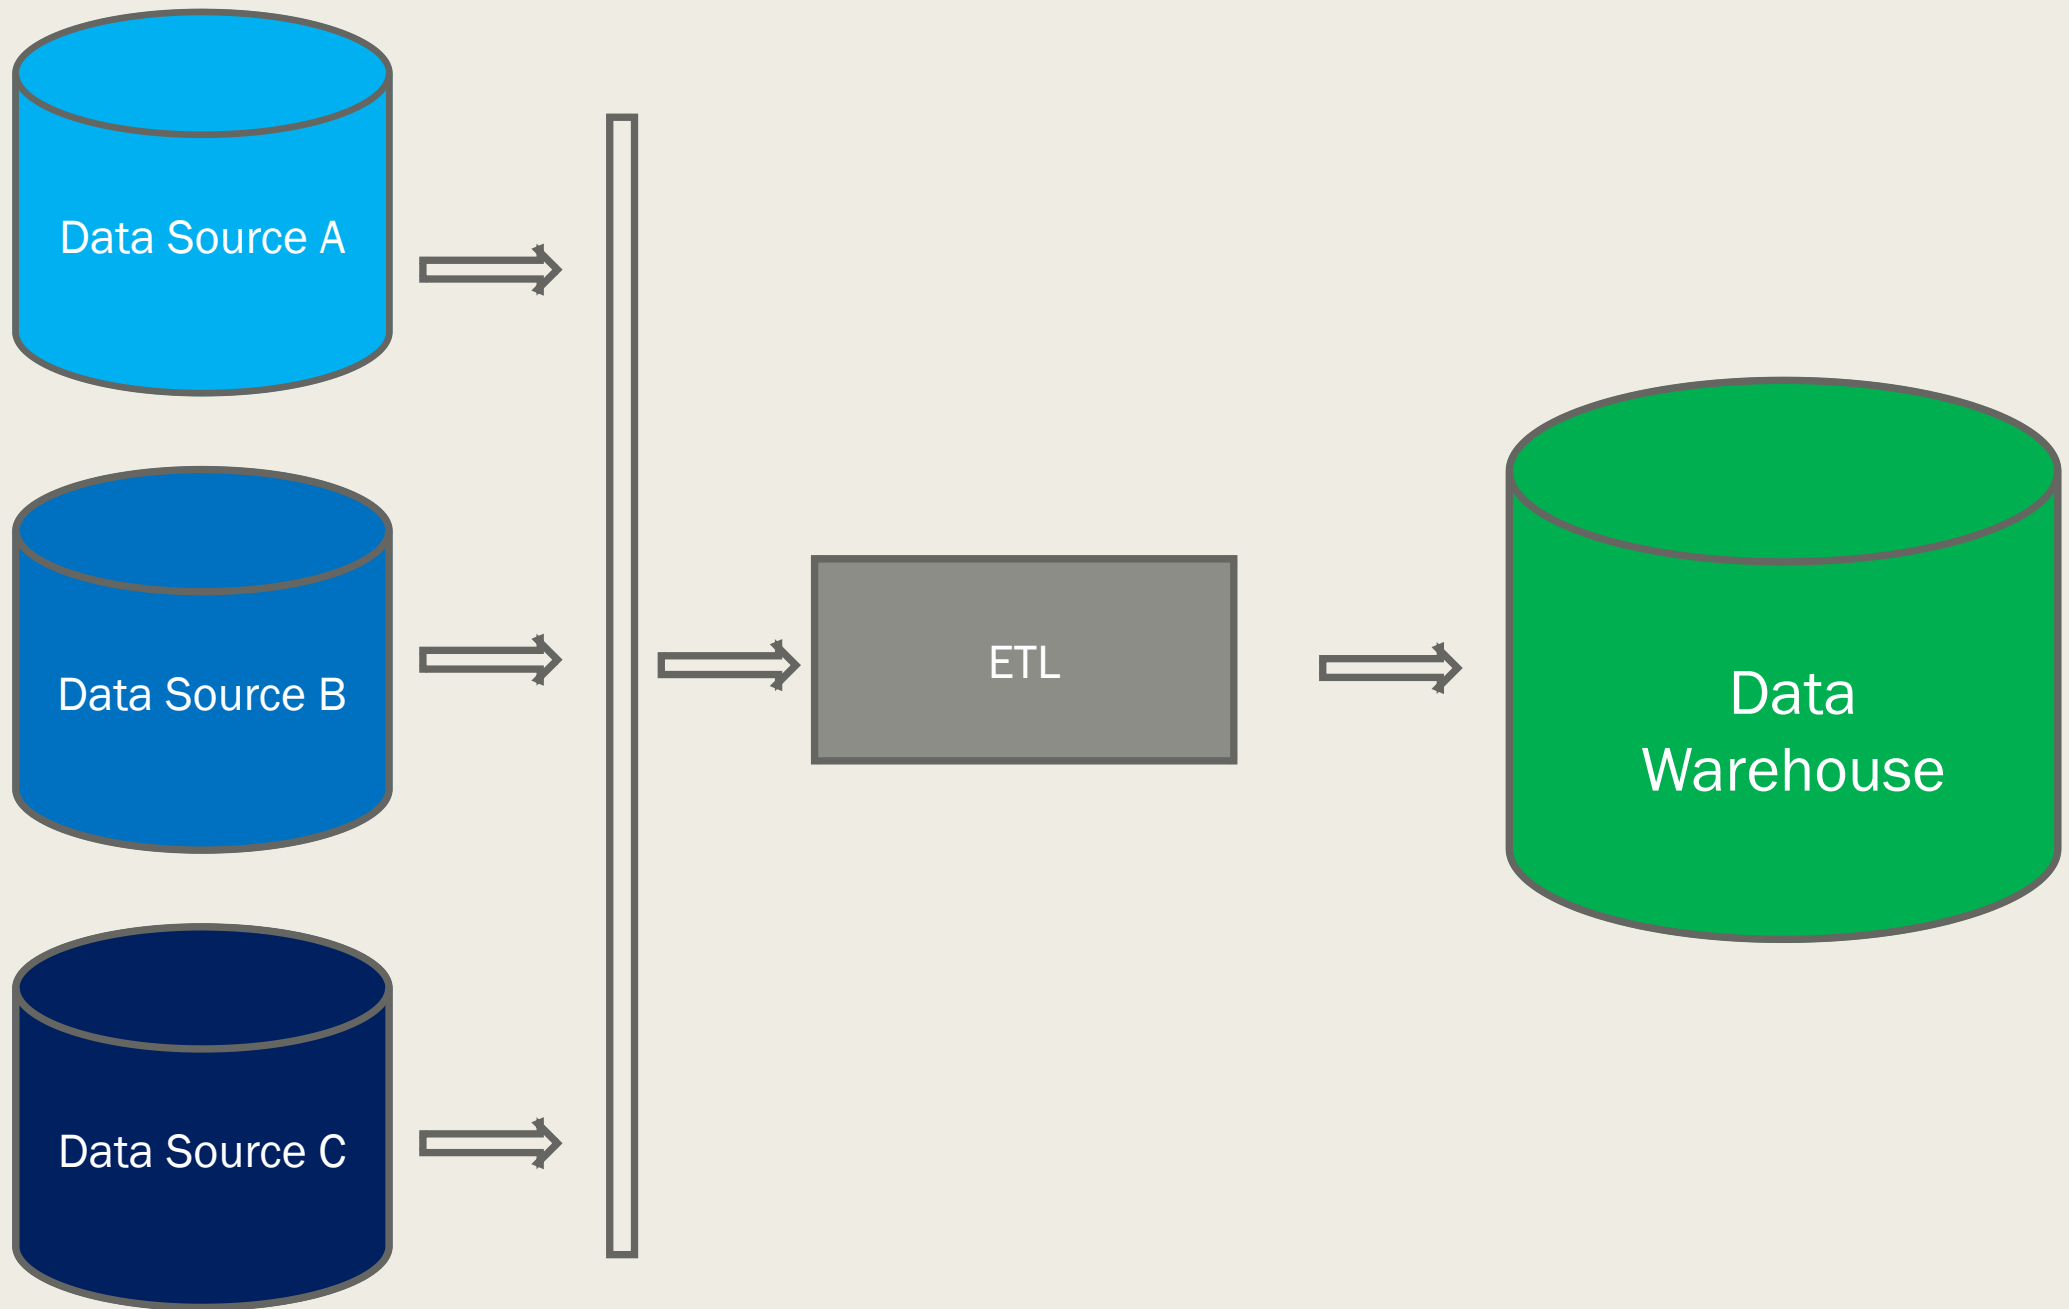 Data Source A
Data Source B
ETL
Data
Warehouse
Data Source C